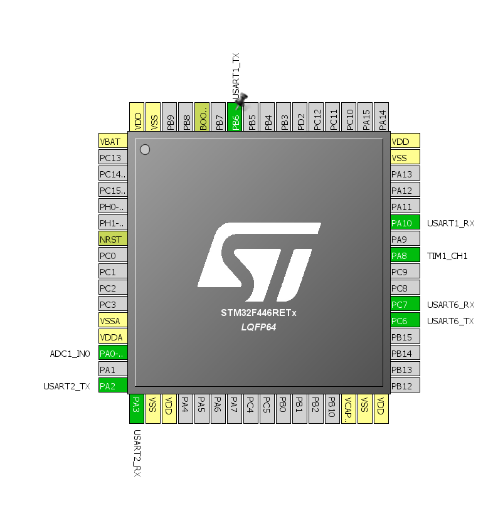 USART1_TX
VDD
VSS
PB9
PB8
BOO..
PB7
PB6
PB5
PB4
PB3
PD2
PC12
PC11
PC10
PA15
PA14
VBAT
PC13
PC14..
PC15..
PH0-..
PH1-..
NRST
PC0
PC1
PC2
PC3
VSSA
VDDA
ADC1_IN0 PA0-..
PA1
USART2_TX PA2
VDD
VSS
PA13
PA12
PA11
PA10 USART1_RX
PA9
PA8 TIM1_CH1
PC9
PC8
PC7 USART6_RX
PC6 USART6_TX
PB15
PB14
PB13
PB12
ST
STM32F446RETx
LQFP64
PA3
VSS
VDD
PA4
PA5
PA6
PA7
PC4
PC5
PB0
PB1
PB2
PB10
VCAP..
VSS
VDD
USART2_RX